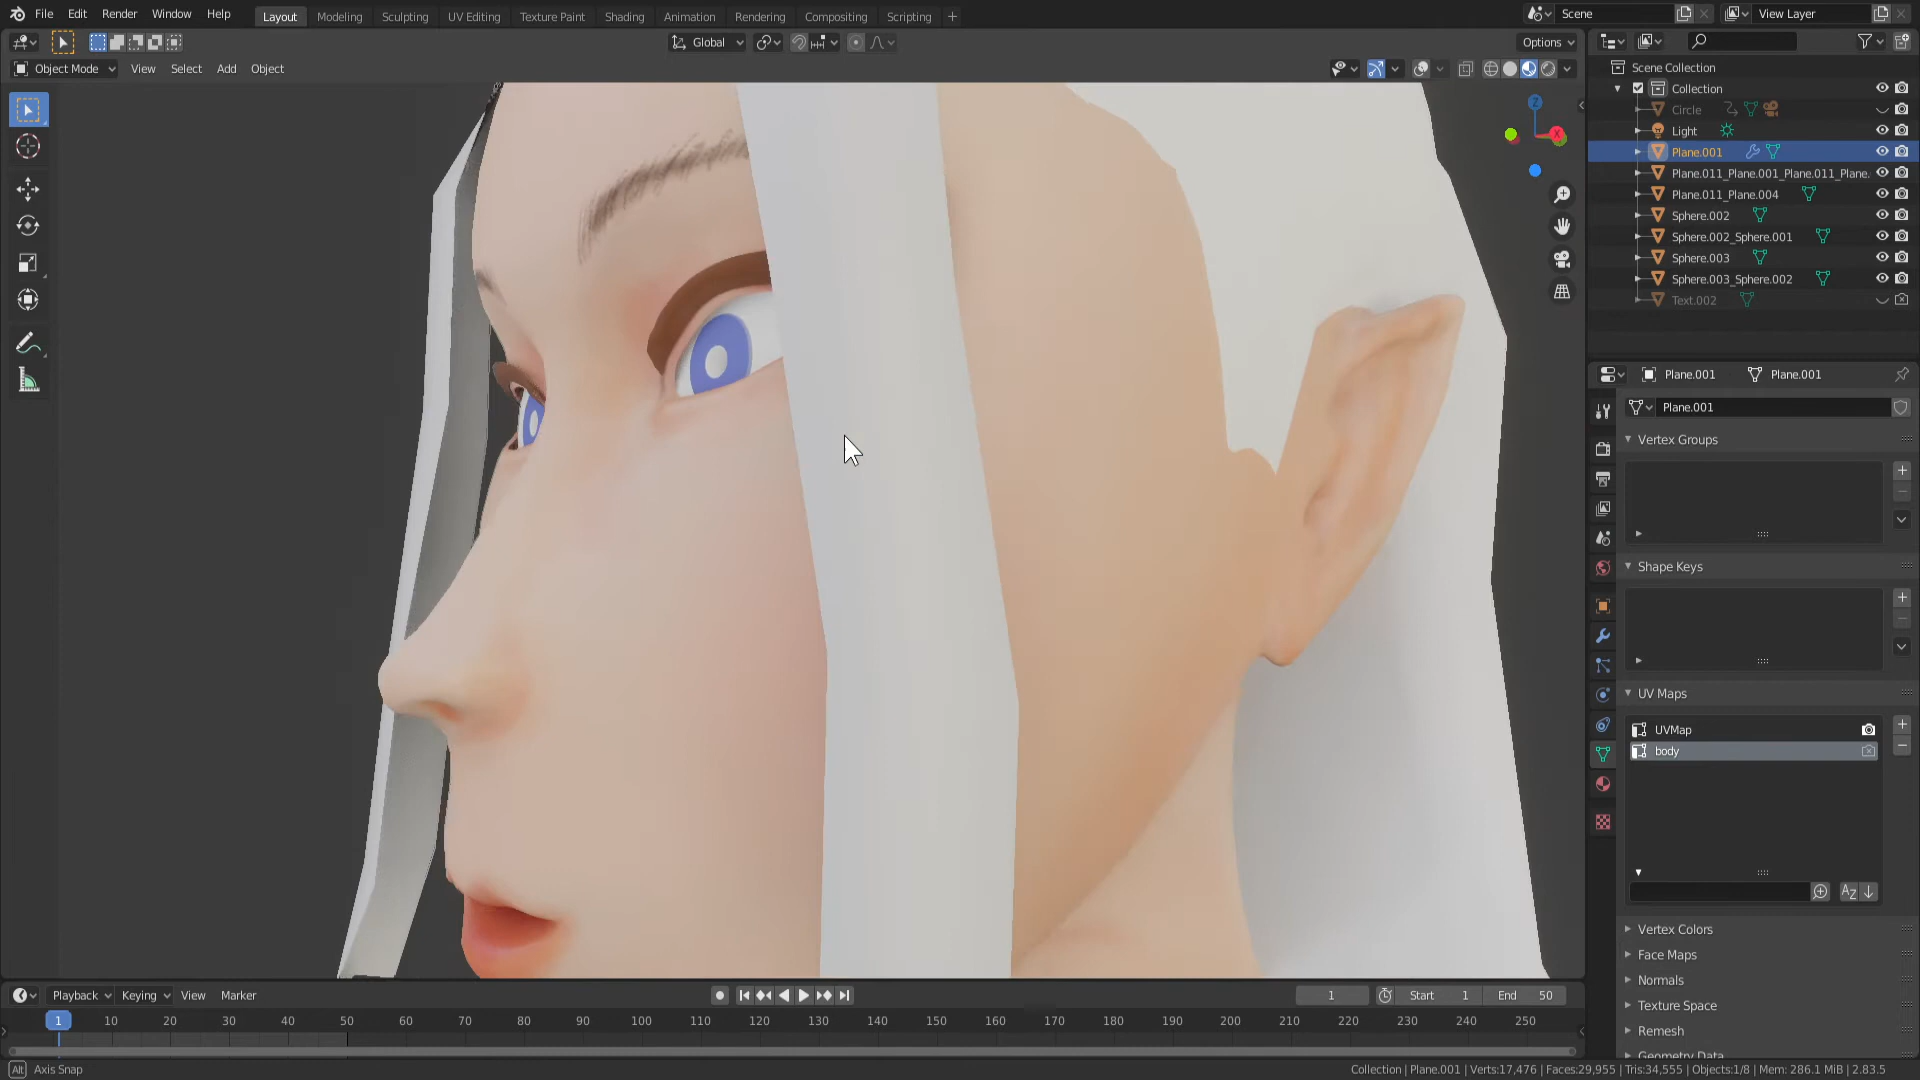 File Edit Render Window Help
Layout Modeling Sculpting UV Editing Texture Paint Shading Animation Rendering Compositing Scripting +
Scene
View Layer
Global
Options
Object Mode View Select Add Object
Z
X
Scene Collection
Collection
Circle
Light
Plane.001
Plane.011_Plane.001_Plane.011_Plane.
Plane.011_Plane.004
Sphere.002
Sphere.002_Sphere.001
Sphere.003
Sphere.003_Sphere.002
Text.002
Plane.001 Plane.001
Plane.001
Vertex Groups
Shape Keys
UV Maps
UVMap
body
AZ
Vertex Colors
Face Maps
Normals
Texture Space
Remesh
Geometry Data
Playback Keying View Marker
1 Start 1 End 50
1 10 20 30 40 50 60 70 80 90 100 110 120 130 140 150 160 170 180 190 200 210 220 230 240 250
Alt Axis Snap
Collection | Plane.001 | Verts:17,476 | Faces:29,955 | Tris:34,555 | Objects:1/8 | Mem: 286.1 MiB | 2.83.5